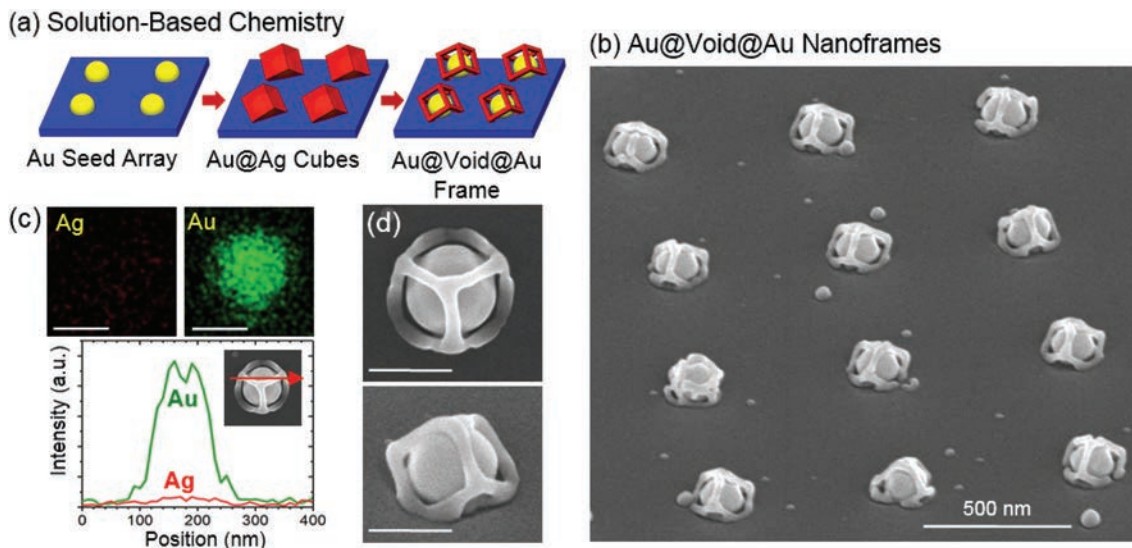 (a) Solution-Based Chemistry
Au Seed Array
Au@Ag Cubes
Au@Void@Au
Frame
(b) Au@Void@Au Nanoframes
500 nm
(c)
Ag
Au
Intensity (a.u.)
Au
Ag
0 100 200 300 400
Position (nm)
(d)